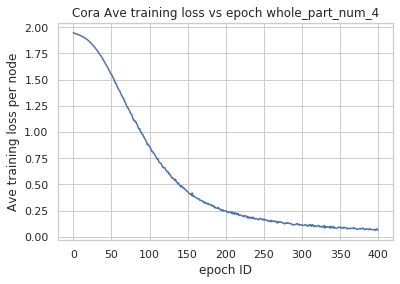 Cora Ave training loss vs epoch whole_part_num_4
Ave training loss per node
2.00
1.75
1.50
1.25
1.00
0.75
0.50
0.25
0.00
0 50 100 150 200 250 300 350 400
epoch ID